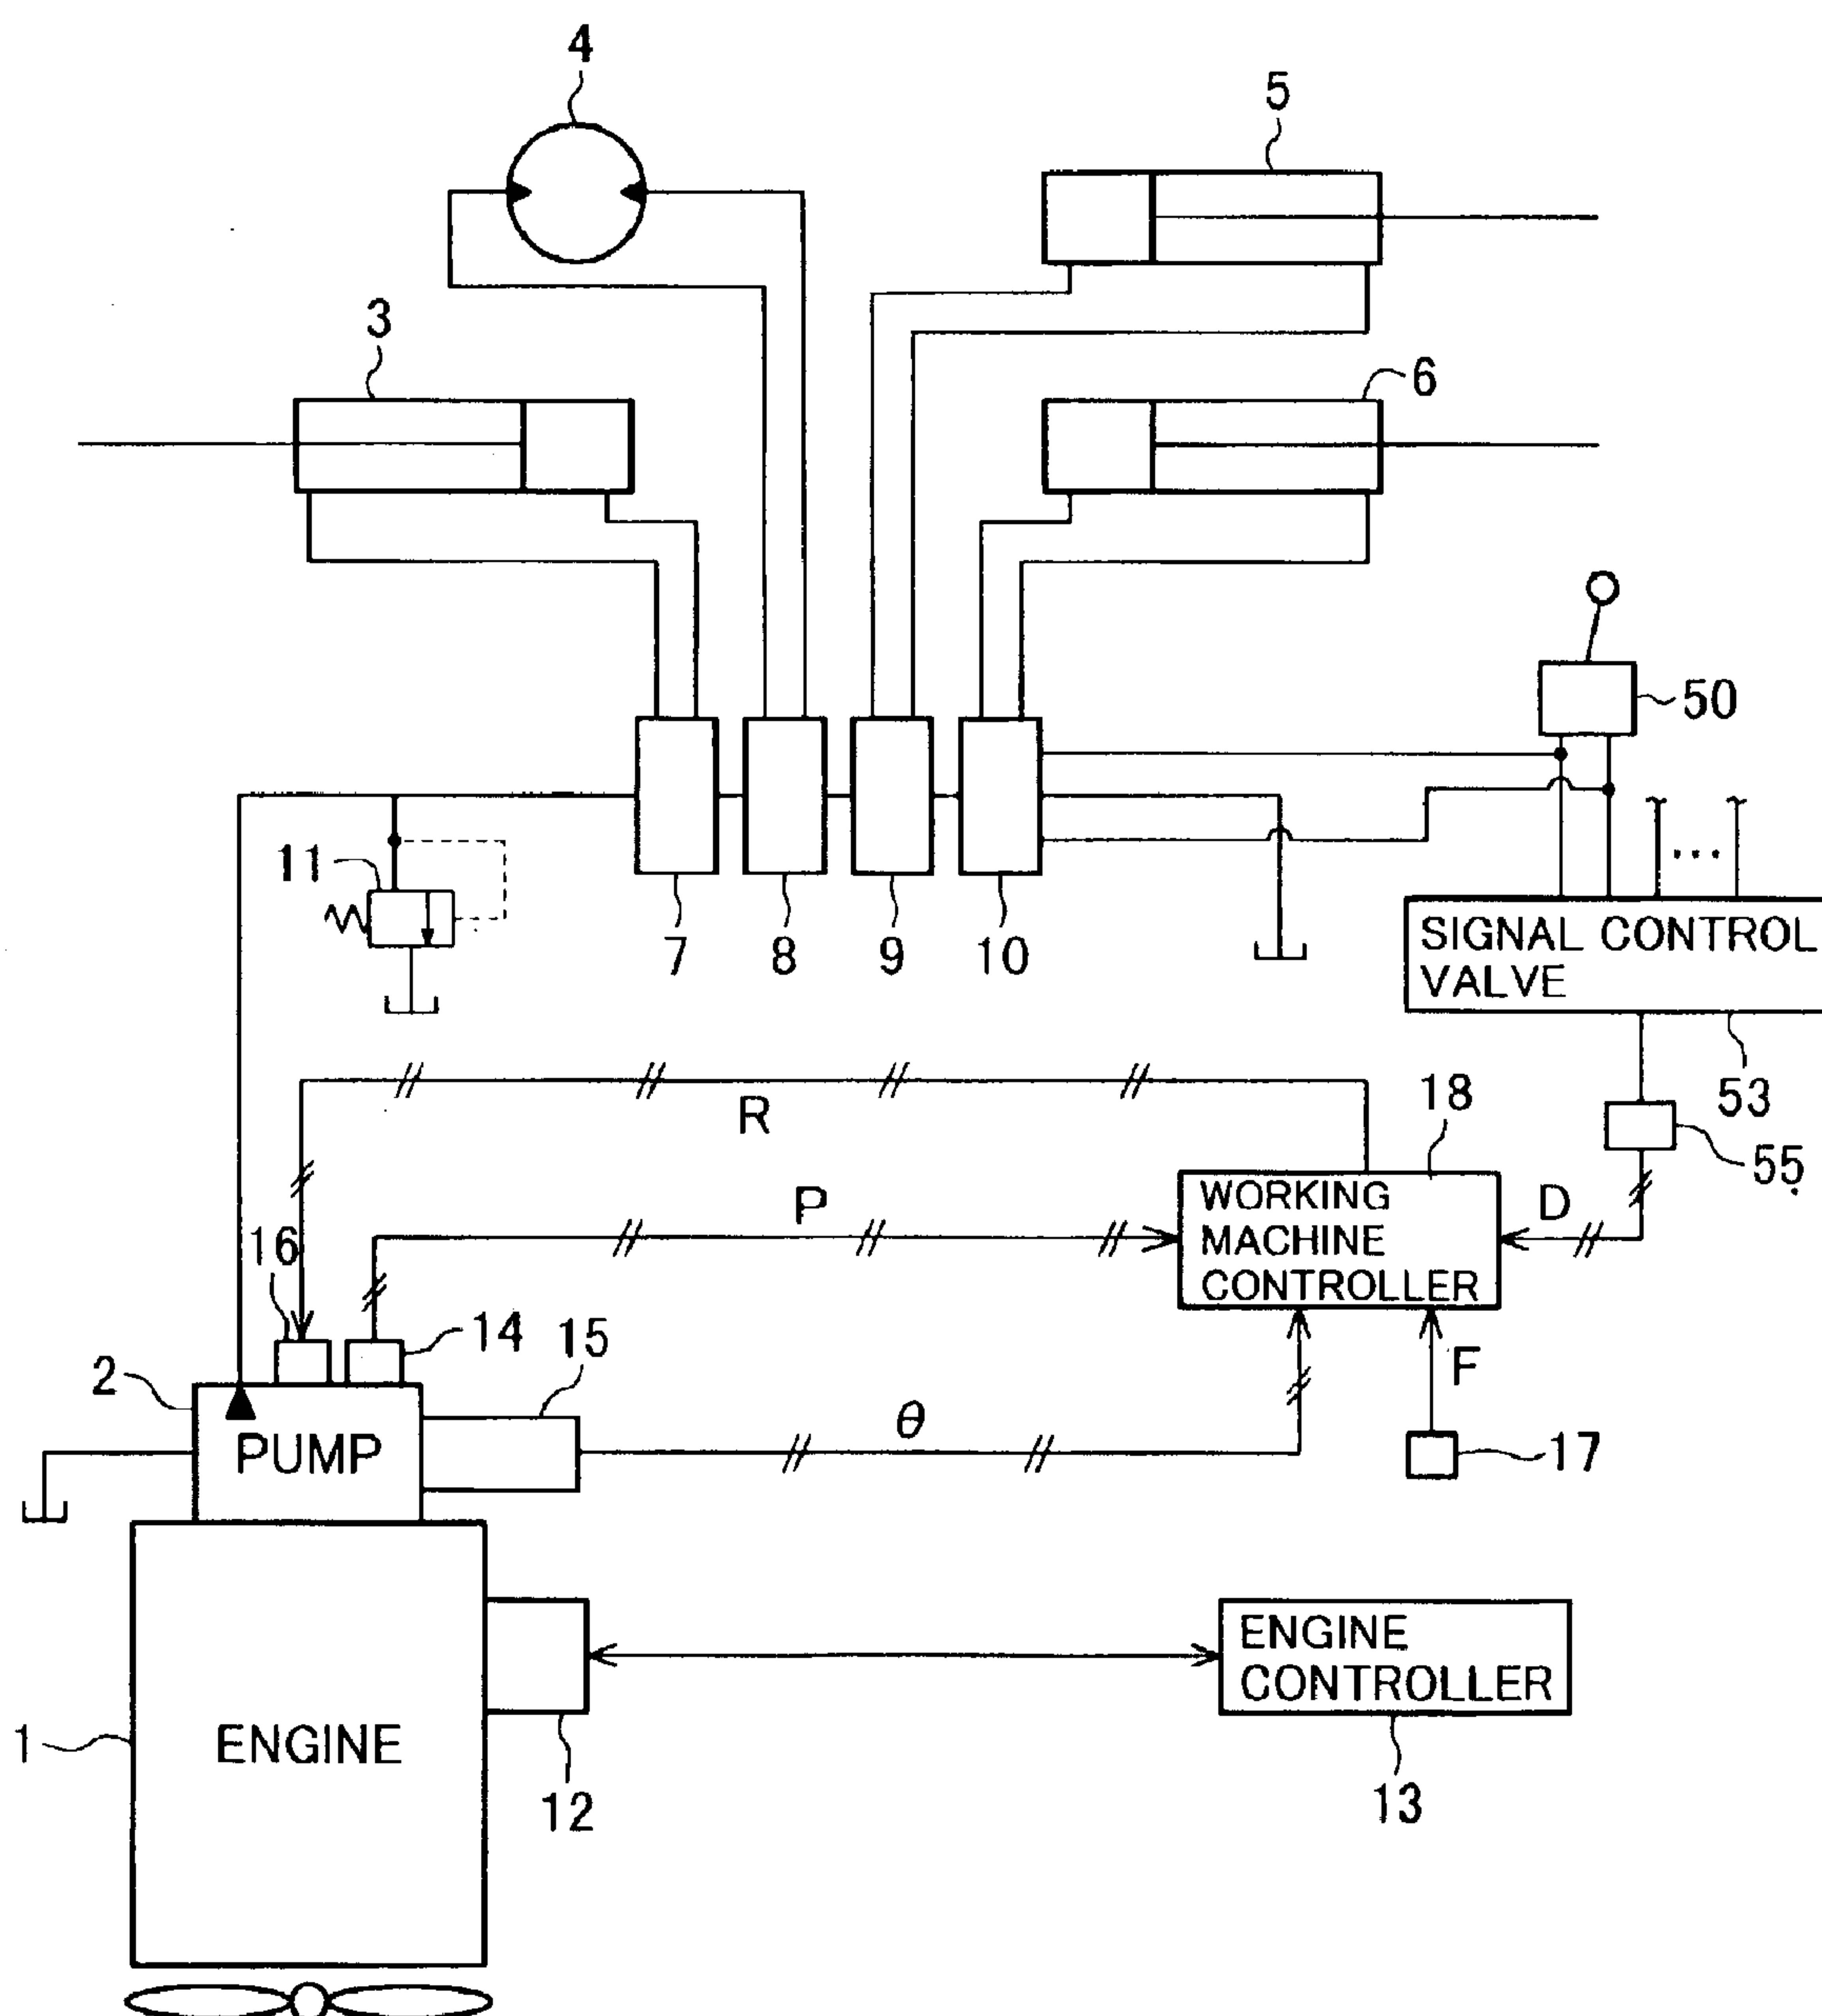 4
5
3
6
50
11
7
8
9
10
SIGNAL CONTROL
VALVE
R
18
53
55
P
WORKING
MACHINE
CONTROLLER
D
16
14
15
F
2
PUMP
θ
17
ENGINE
CONTROLLER
1
ENGINE
12
13